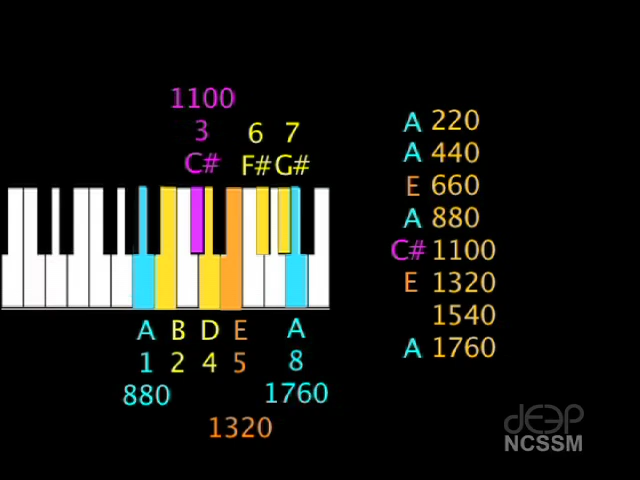 1100
3
6 7
C# F# G#
A B D E A
1 2 4 5 8
880 1760
1320
A 220
A 440
E 660
A 880
C# 1100
E 1320
1540
A 1760
deep
NCSSM